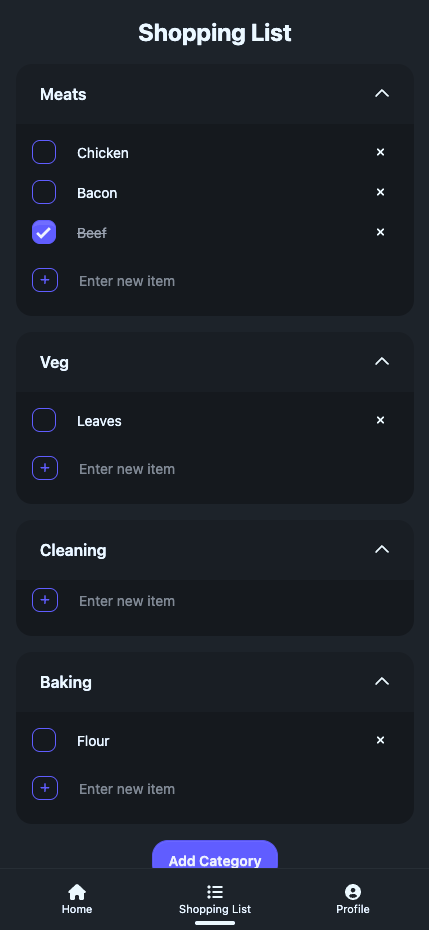 Shopping List
Meats
Chicken
Bacon
Beef
Enter new item
Veg
Leaves
Enter new item
Cleaning
Enter new item
Baking
Flour
Enter new item
Add Category
Home
Shopping List
Profile